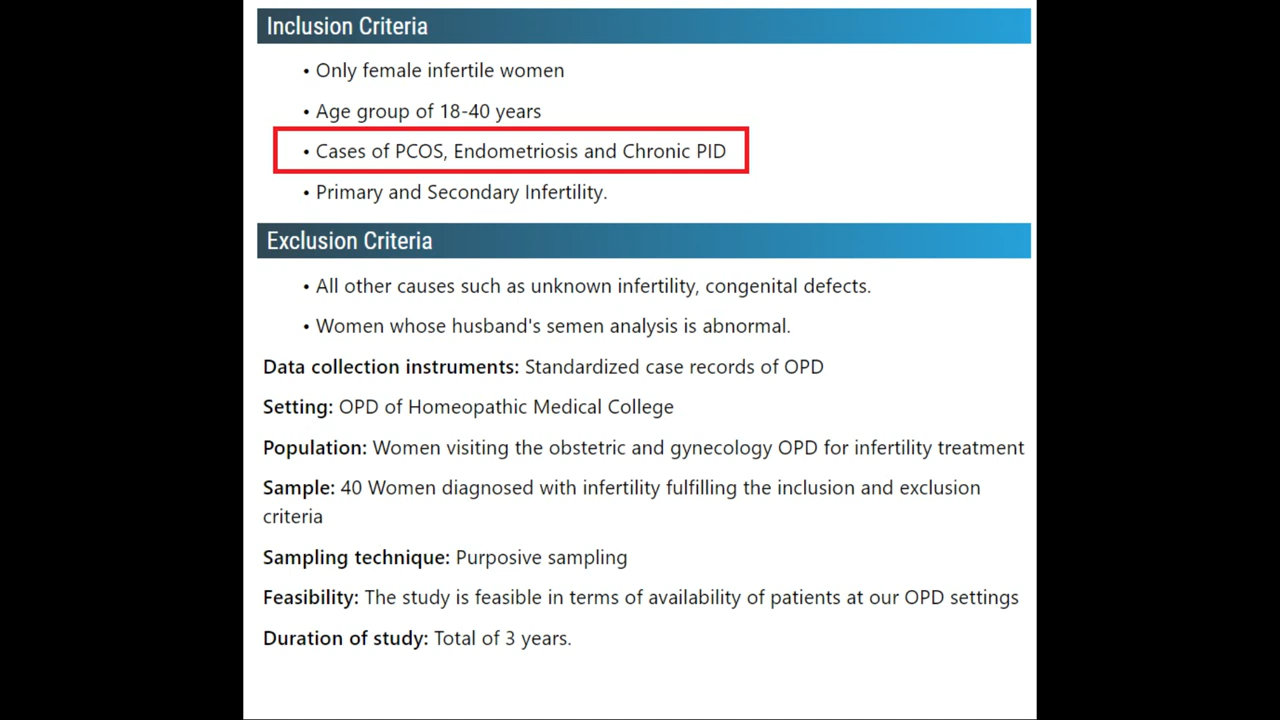 Inclusion Criteria
• Only female infertile women
• Age group of 18-40 years
• Cases of PCOS, Endometriosis and Chronic PID
• Primary and Secondary Infertility.
Exclusion Criteria
• All other causes such as unknown infertility, congenital defects.
• Women whose husband's semen analysis is abnormal.
Data collection instruments: Standardized case records of OPD
Setting: OPD of Homeopathic Medical College
Population: Women visiting the obstetric and gynecology OPD for infertility treatment
Sample: 40 Women diagnosed with infertility fulfilling the inclusion and exclusion
criteria
Sampling technique: Purposive sampling
Feasibility: The study is feasible in terms of availability of patients at our OPD settings
Duration of study: Total of 3 years.